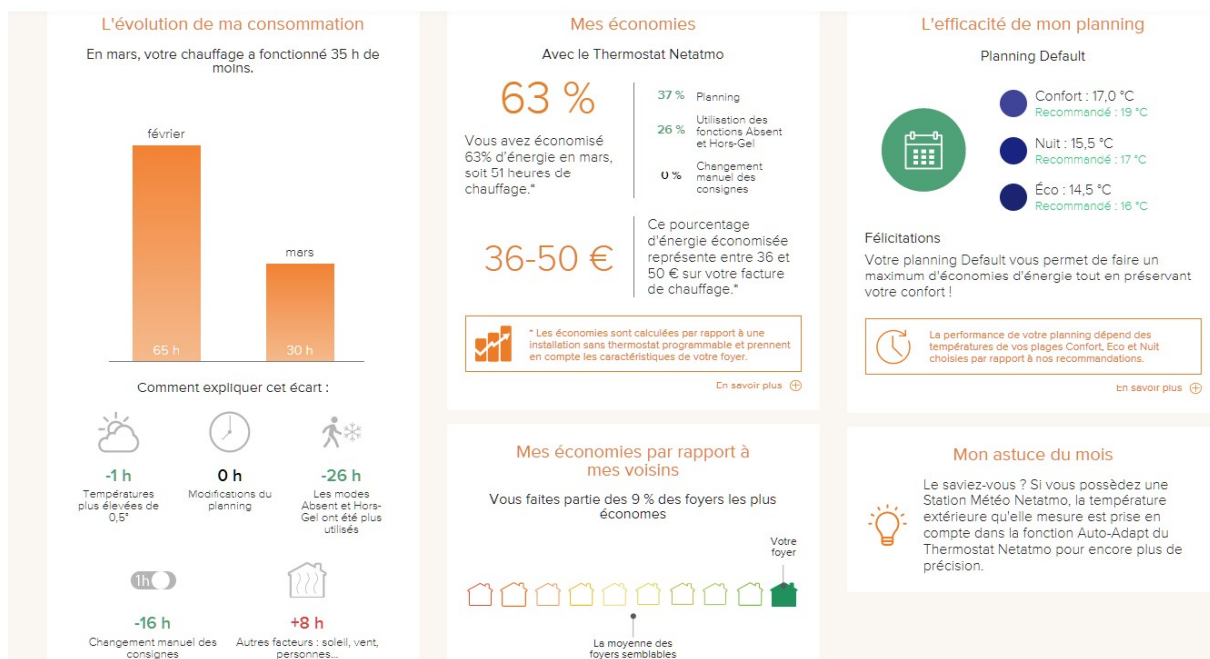 L'évolution de ma consommation
En mars, votre chauffage a fonctionné 35 h de
moins.
février
mars
65 h
30 h
Comment expliquer cet écart :
-1 h
Températures
plus élevées de
0,5°
0 h
Modifications du
planning
-26 h
Les modes
Absent et Hors-
Gel ont été plus
utilisés
1h
-16 h
Changement manuel des
consignes
+8 h
Autres facteurs : soleil, vent,
personnes...
Mes économies
Avec le Thermostat Netatmo
63 %
Vous avez économisé
63% d'énergie en mars,
soit 51 heures de
chauffage.*
37 % Planning
26 % Utilisation des
fonctions Absent
et Hors-Gel
0 % Changement
manuel des
consignes
36-50 €
Ce pourcentage
d'énergie économisée
représente entre 36 et
50 € sur votre facture
de chauffage.*
* Les économies sont calculées par rapport à une
installation sans thermostat programmable et prennent
en compte les caractéristiques de votre foyer.
En savoir plus
Mes économies par rapport à
mes voisins
Vous faites partie des 9 % des foyers les plus
économes
Votre
foyer
La moyenne des
foyers semblables
L'efficacité de mon planning
Planning Default
Confort : 17,0 °C
Recommandé : 19 °C
Nuit : 15,5 °C
Recommandé : 17 °C
Éco : 14,5 °C
Recommandé : 16 °C
Félicitations
Votre planning Default vous permet de faire un
maximum d'économies d'énergie tout en préservant
votre confort !
La performance de votre planning dépend des
températures de vos plages Confort, Eco et Nuit
choisies par rapport à nos recommandations.
En savoir plus
Mon astuce du mois
Le saviez-vous ? Si vous possèdez une
Station Météo Netatmo, la température
extérieure qu'elle mesure est prise en
compte dans la fonction Auto-Adapt du
Thermostat Netatmo pour encore plus de
précision.